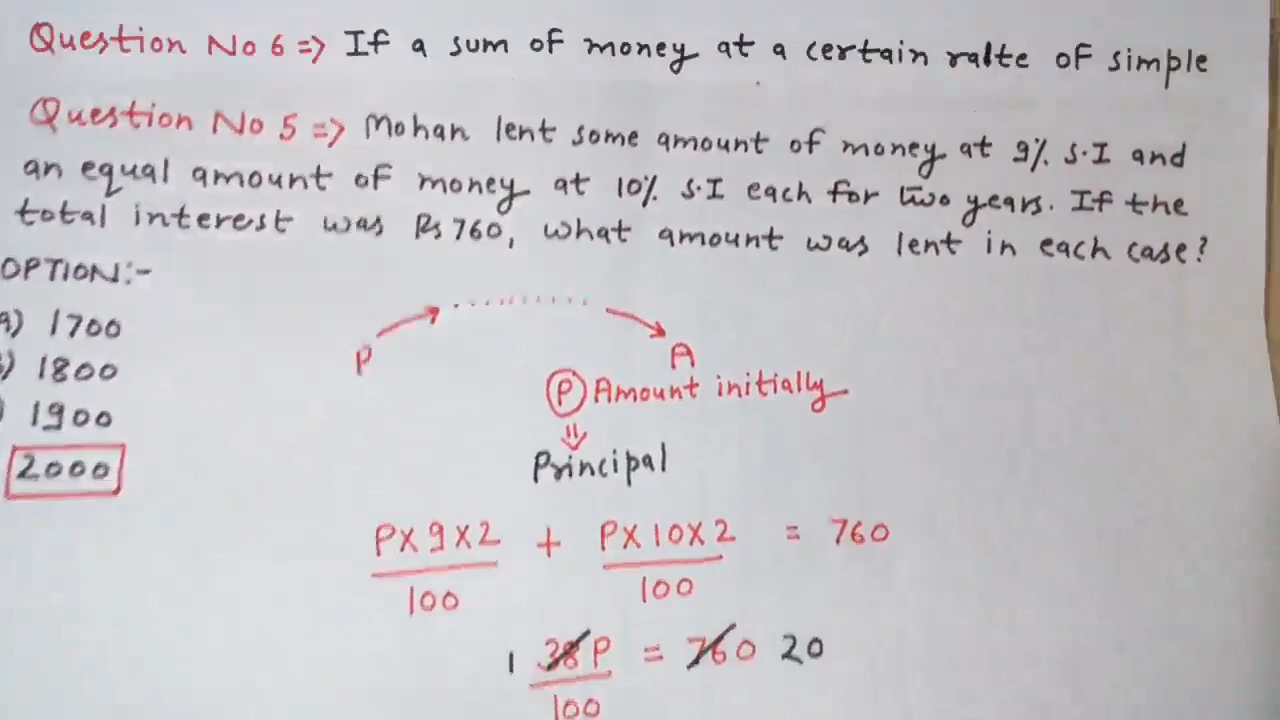 Question No 6 => If a sum of money at a certain ralte of simple
Question No 5 => Mohan lent some amount of money at 9% S.I and
an equal amount of money at 10% S.I each for two years. If the
total interest was Rs 760, what amount was lent in each case?
OPTION:-
A) 1700
) 1800
) 1900
2000
P ............ A
P Amount initially
⇓
Principal
P×9×2/100 + P×10×2/100 = 760
1 38P/100 = 760 20